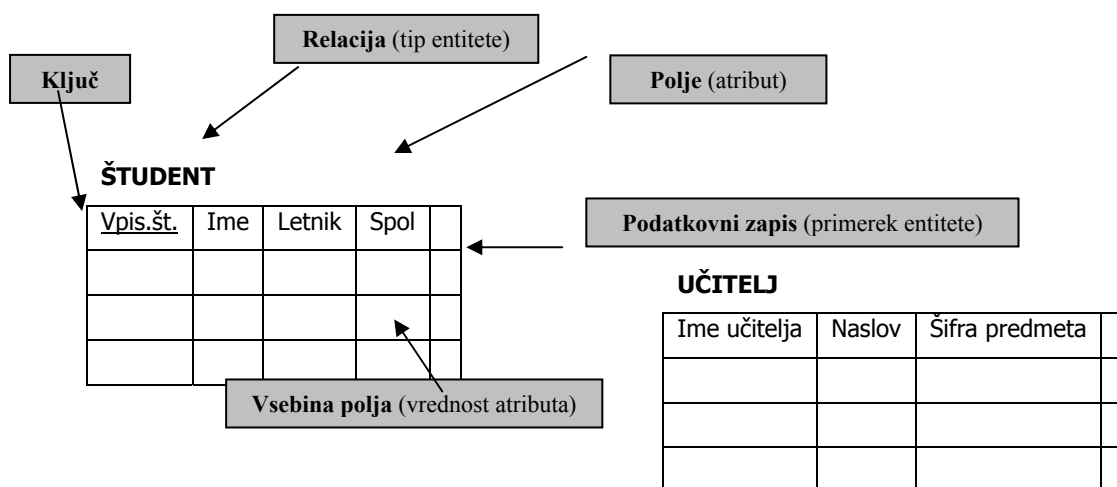 Relacija (tip entitete)
Ključ
Polje (atribut)
ŠTUDENT
Vpis.št. Ime Letnik Spol
Podatkovni zapis (primerek entitete)
UČITELJ
Ime učitelja Naslov Šifra predmeta
Vsebina polja (vrednost atributa)